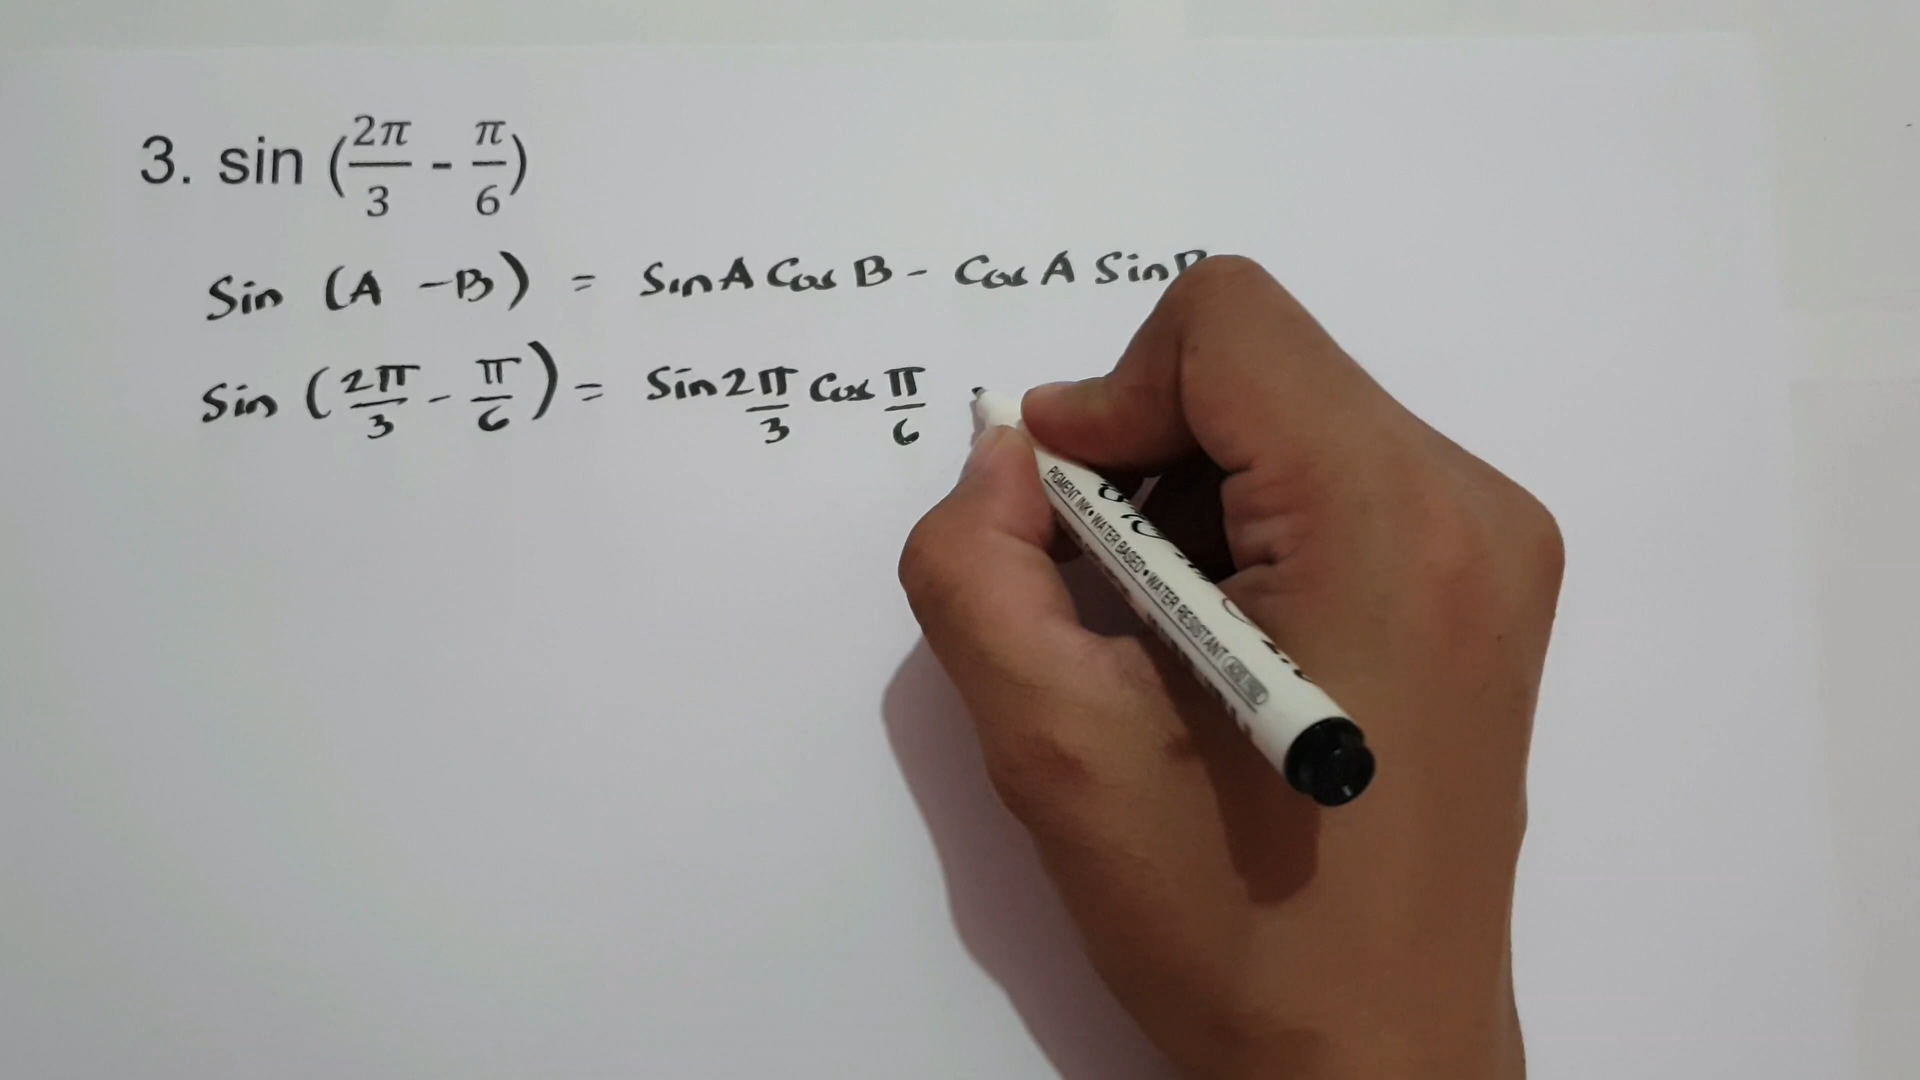 3. sin (2π/3 - π/6)
Sin (A - B) = Sin A Cos B - Cos A Sin B
Sin (2π/3 - π/6) = Sin 2π/3 Cos π/6
PIGMENT INK • WATER BASED • WATER RESISTANT